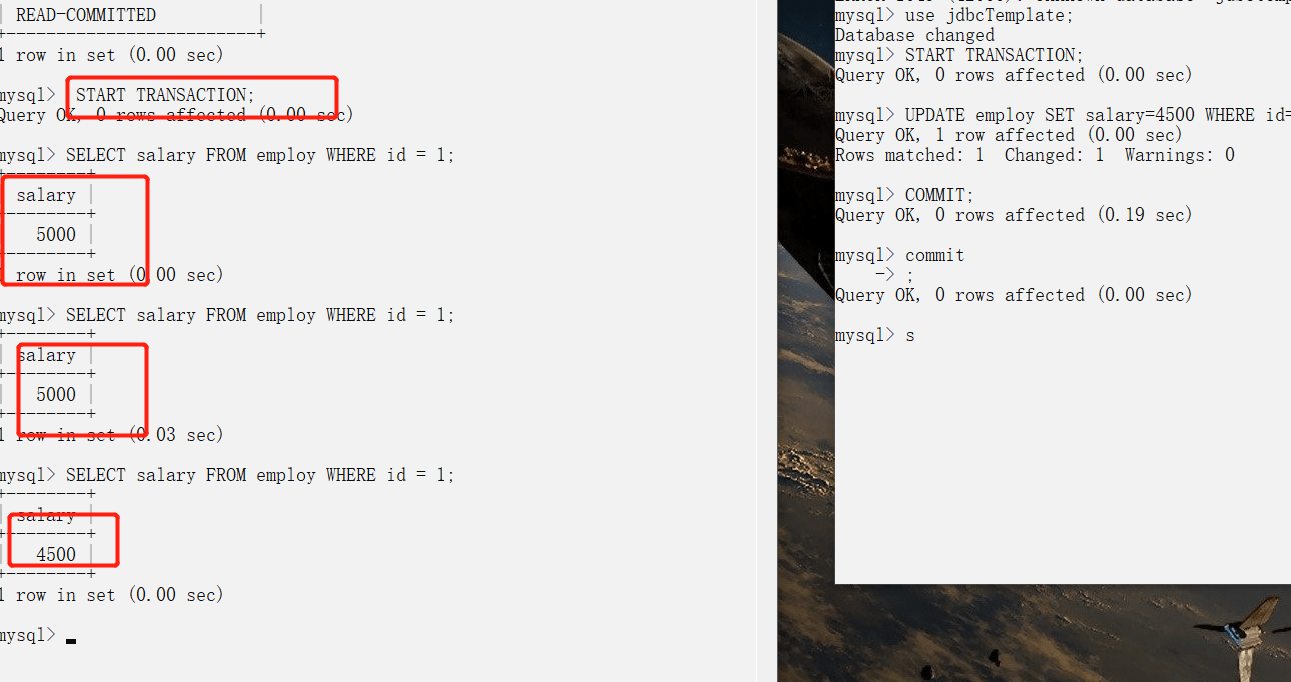 READ-COMMITTED
1 row in set (0.00 sec)
mysql> START TRANSACTION;
Query OK, 0 rows affected (0.00 sec)
mysql> SELECT salary FROM employ WHERE id = 1;
salary
5000
1 row in set (0.00 sec)
mysql> SELECT salary FROM employ WHERE id = 1;
salary
5000
1 row in set (0.03 sec)
mysql> SELECT salary FROM employ WHERE id = 1;
salary
4500
1 row in set (0.00 sec)
mysql>
mysql> use jdbcTemplate;
Database changed
mysql> START TRANSACTION;
Query OK, 0 rows affected (0.00 sec)
mysql> UPDATE employ SET salary=4500 WHERE id=
Query OK, 1 row affected (0.00 sec)
Rows matched: 1  Changed: 1  Warnings: 0
mysql> COMMIT;
Query OK, 0 rows affected (0.19 sec)
mysql> commit
-> ;
Query OK, 0 rows affected (0.00 sec)
mysql> s